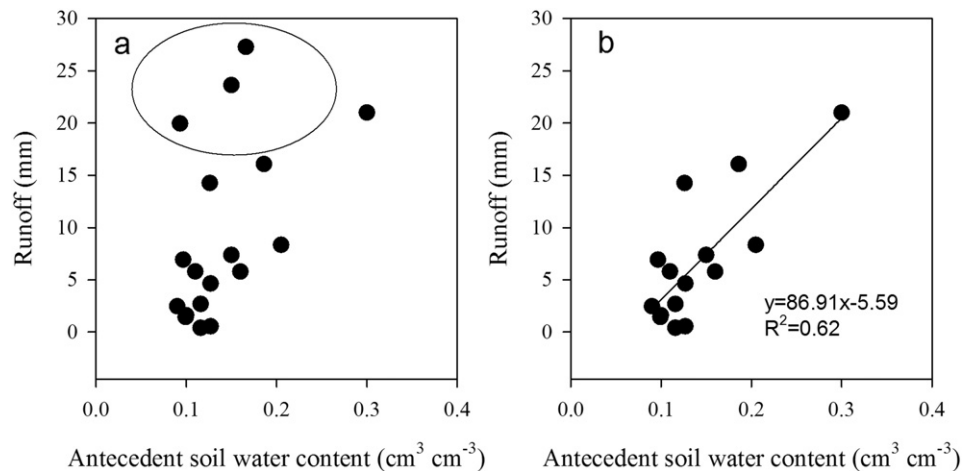 a
30
25
20
15
10
5
0
Runoff (mm)
0.0 0.1 0.2 0.3 0.4
Antecedent soil water content (cm³ cm⁻³)
b
30
25
20
15
10
5
0
Runoff (mm)
y=86.91x-5.59
R²=0.62
0.0 0.1 0.2 0.3 0.4
Antecedent soil water content (cm³ cm⁻³)